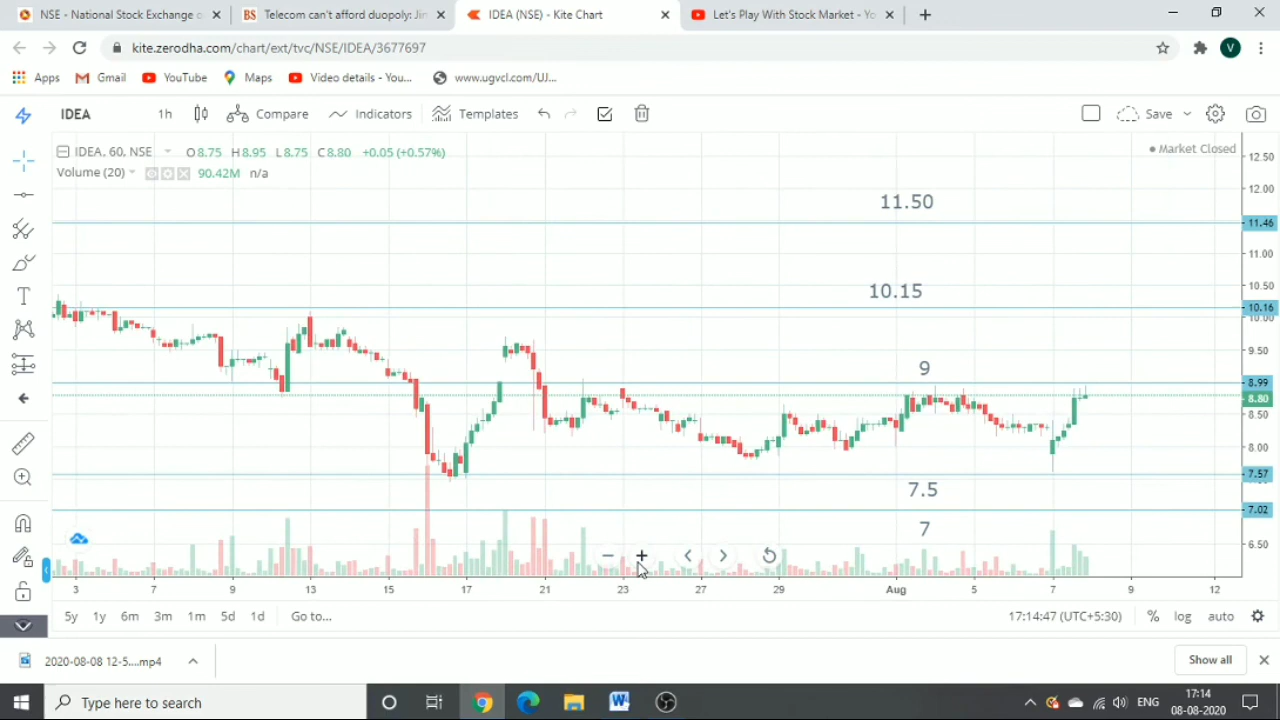 NSE - National Stock Exchange o
Telecom can't afford duopoly: Jin
IDEA (NSE) - Kite Chart
Let's Play With Stock Market - Yo
kite.zerodha.com/chart/ext/tvc/NSE/IDEA/3677697
V
Apps
Gmail
YouTube
Maps
Video details - You...
www.ugvcl.com/UJ...
IDEA
1h
Compare
Indicators
Templates
Save
IDEA, 60, NSE
O8.75 H8.95 L8.75 C8.80 +0.05 (+0.57%)
Market Closed
Volume (20)
90.42M n/a
12.50
12.00
11.50
11.46
11.00
10.50
10.15
10.16
10.00
9.50
9
8.99
8.80
8.50
8.00
7.57
7.5
7.02
7
6.50
3 7 9 13 15 17 21 23 27 29 Aug 5 7 9 12
5y 1y 6m 3m 1m 5d 1d Go to...
17:14:47 (UTC+5:30) % log auto
2020-08-08 12-5....mp4
Show all
Type here to search
ENG
17:14
08-08-2020